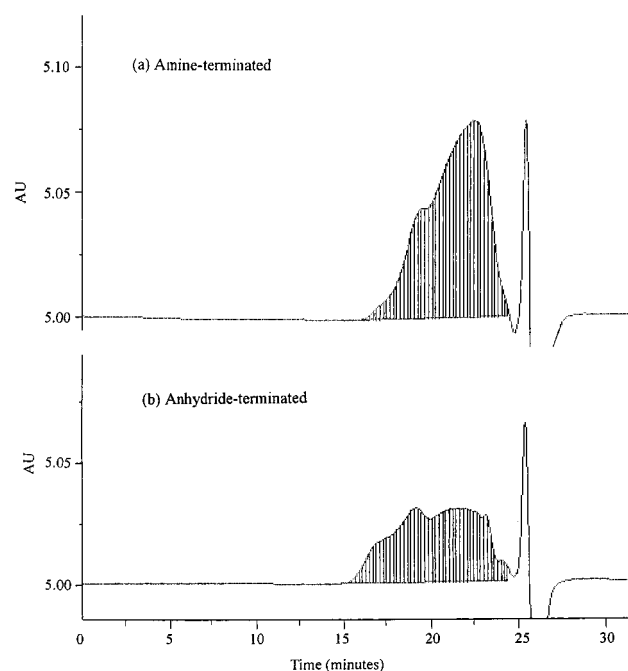 (a) Amine-terminated
5.10
5.05
5.00
AU
(b) Anhydride-terminated
5.05
5.00
AU
0 5 10 15 20 25 30
Time (minutes)